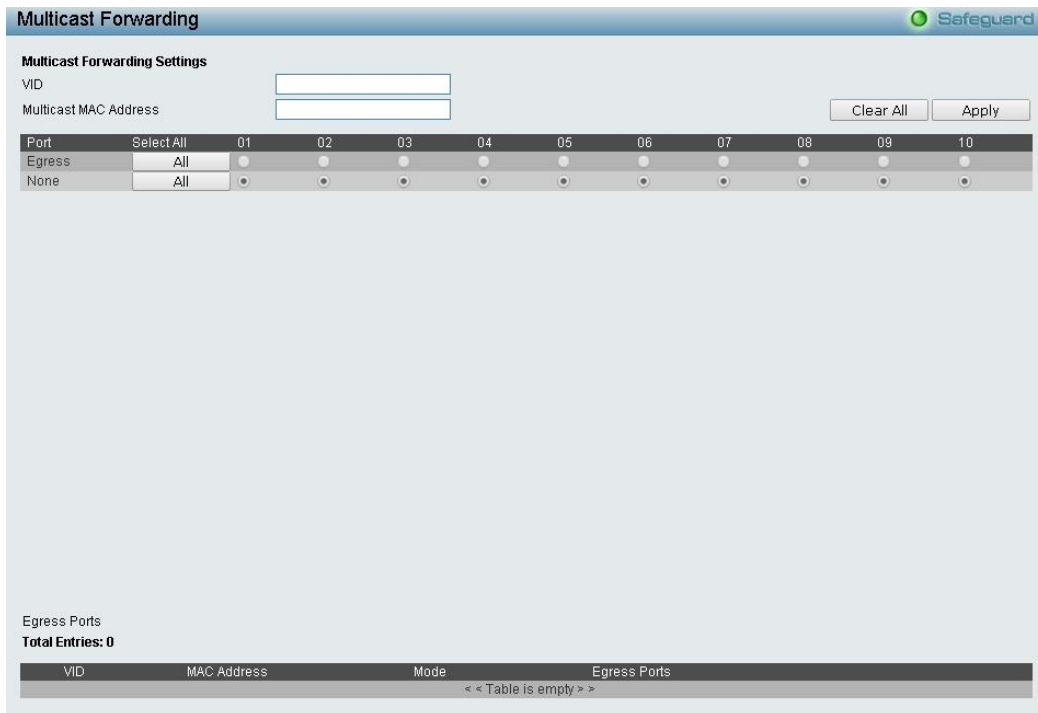 Multicast Forwarding Safeguard
Multicast Forwarding Settings
VID
Multicast MAC Address Clear All Apply
Port Select All 01 02 03 04 05 06 07 08 09 10
Egress All
None All
Egress Ports
Total Entries: 0
VID MAC Address Mode Egress Ports
< < Table is empty > >